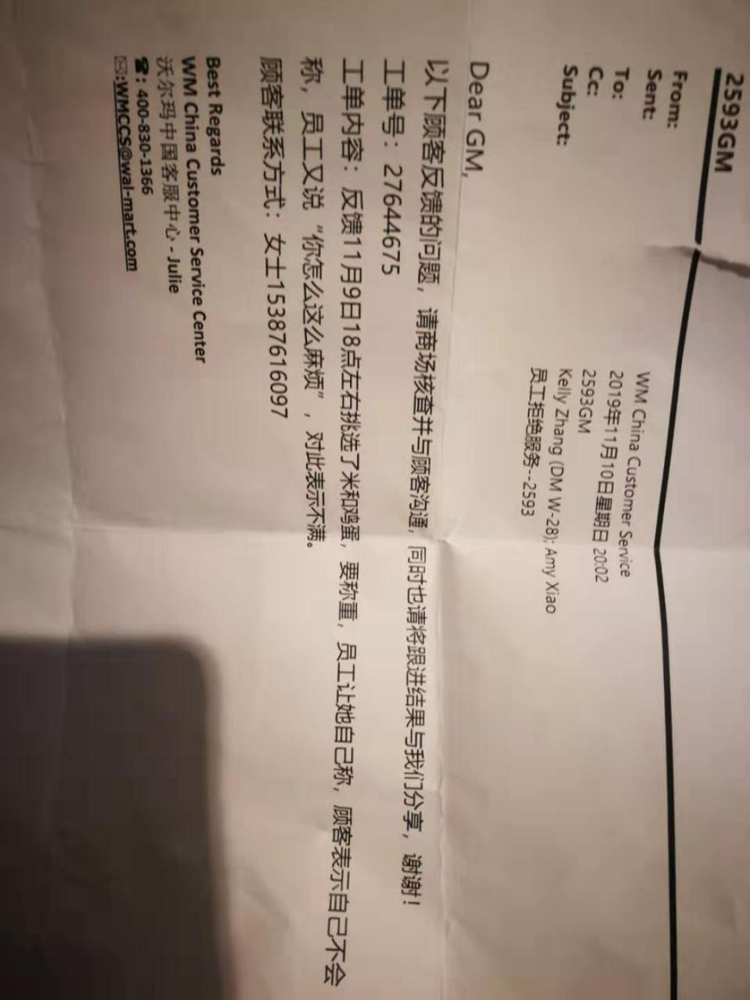 2593GM
From: WM China Customer Service
Sent: 2019年11月10日星期日 20:02
To: 2593GM
Cc: Kelly Zhang (DM W-28); Amy Xiao
Subject: 员工拒绝服务--2593
Dear GM,
以下顾客反馈的问题，请商场核查并与顾客沟通，同时也请将跟进结果与我们分享，谢谢！
工单号：27644675
工单内容：反馈11月9日18点左右挑选了米和鸡蛋，要称重，员工让她自己称，顾客表示自己不会
称，员工又说“你怎么这么麻烦”，对此表示不满。
顾客联系方式：女士15387616097
Best Regards
WM China Customer Service Center
沃尔玛中国客服中心 - Julie
☎: 400-830-1366
✉:WMCCS@wal-mart.com